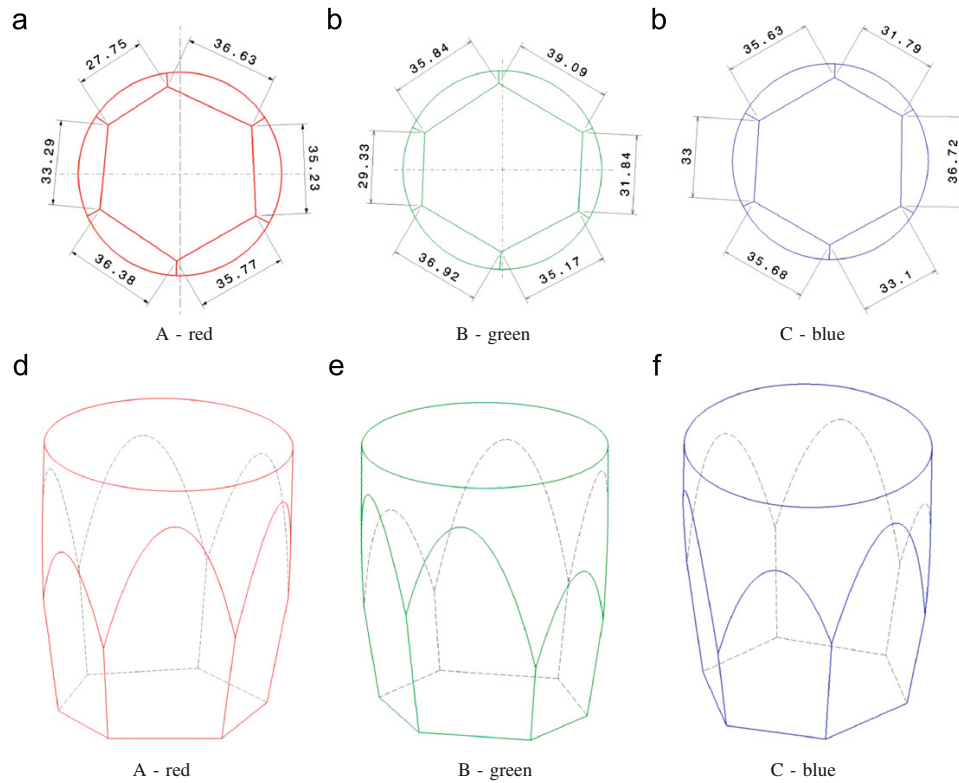 a
b
b
27.75
36.63
33.29
35.23
36.38
35.77
35.84
39.09
29.33
31.84
36.92
35.17
35.63
31.79
33
36.72
35.68
33.1
A - red
B - green
C - blue
d
e
f
A - red
B - green
C - blue